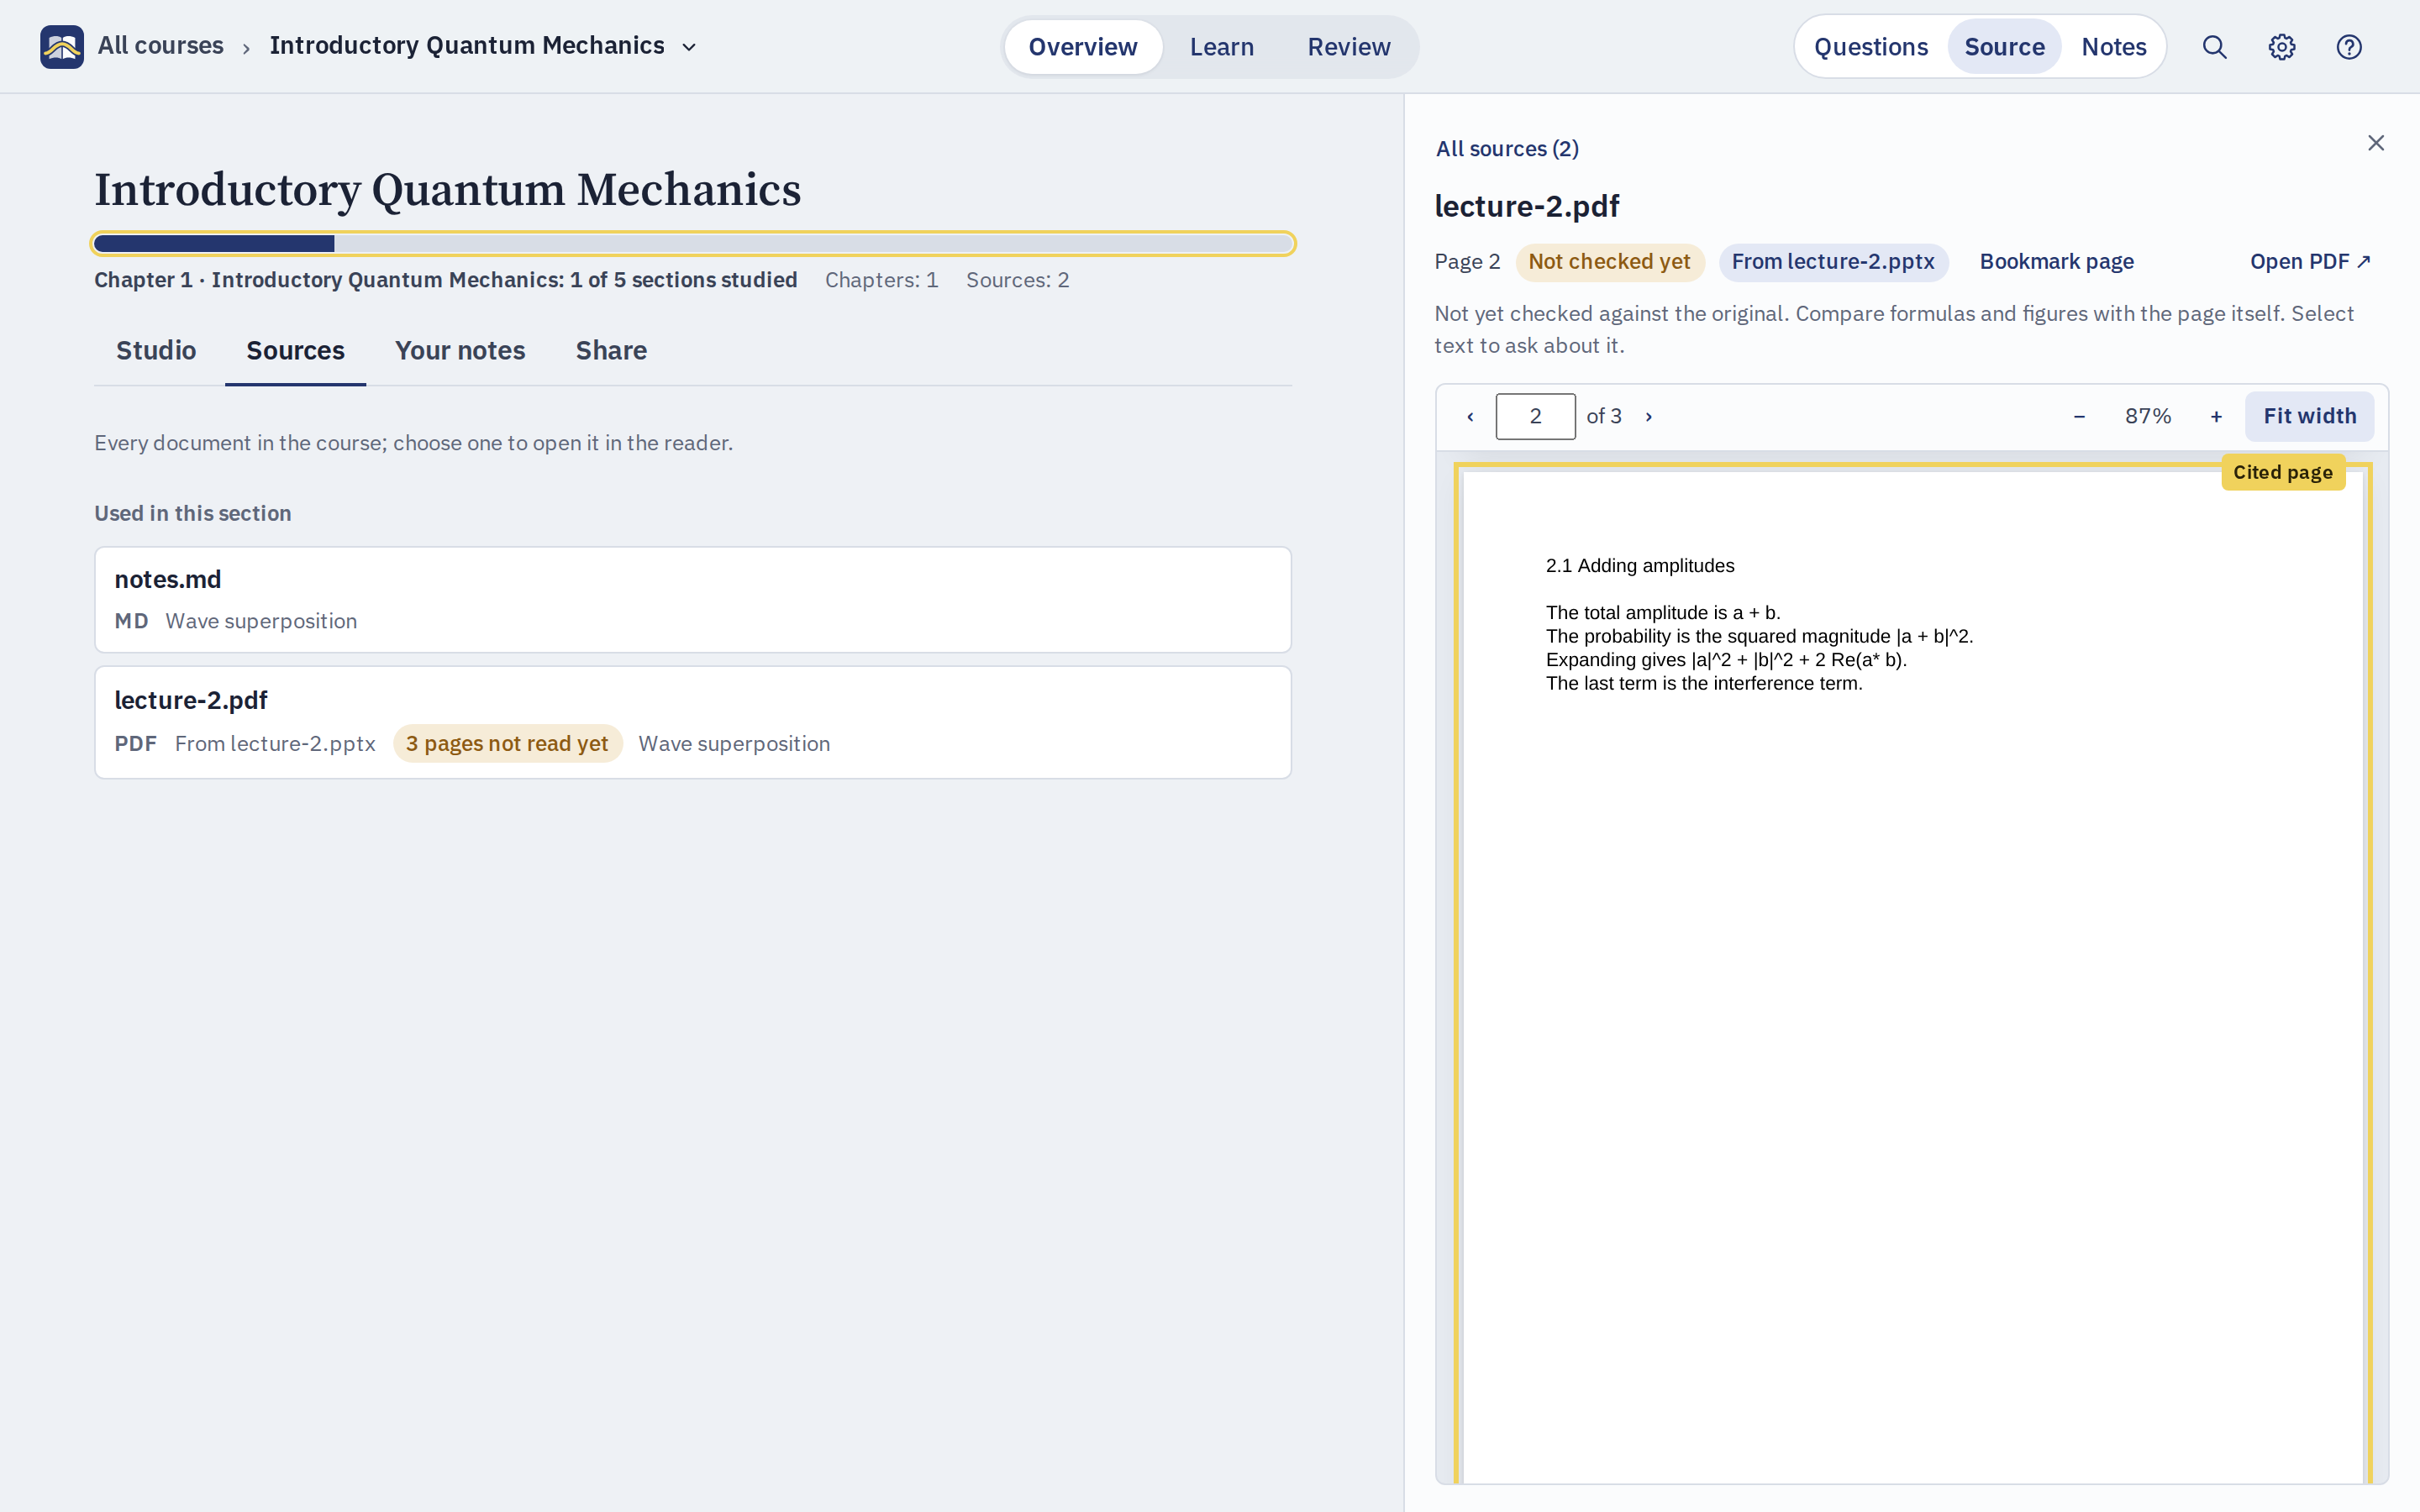 All courses › Introductory Quantum Mechanics
Overview Learn Review
Questions Source Notes
Introductory Quantum Mechanics
Chapter 1 · Introductory Quantum Mechanics: 1 of 5 sections studied Chapters: 1 Sources: 2
Studio Sources Your notes Share
Every document in the course; choose one to open it in the reader.
Used in this section
notes.md
MD Wave superposition
lecture-2.pdf
PDF From lecture-2.pptx 3 pages not read yet Wave superposition
All sources (2)
lecture-2.pdf
Page 2 Not checked yet From lecture-2.pptx Bookmark page Open PDF ↗
Not yet checked against the original. Compare formulas and figures with the page itself. Select
text to ask about it.
‹ 2 of 3 › − 87% + Fit width
Cited page
2.1 Adding amplitudes
The total amplitude is a + b.
The probability is the squared magnitude |a + b|^2.
Expanding gives |a|^2 + |b|^2 + 2 Re(a* b).
The last term is the interference term.